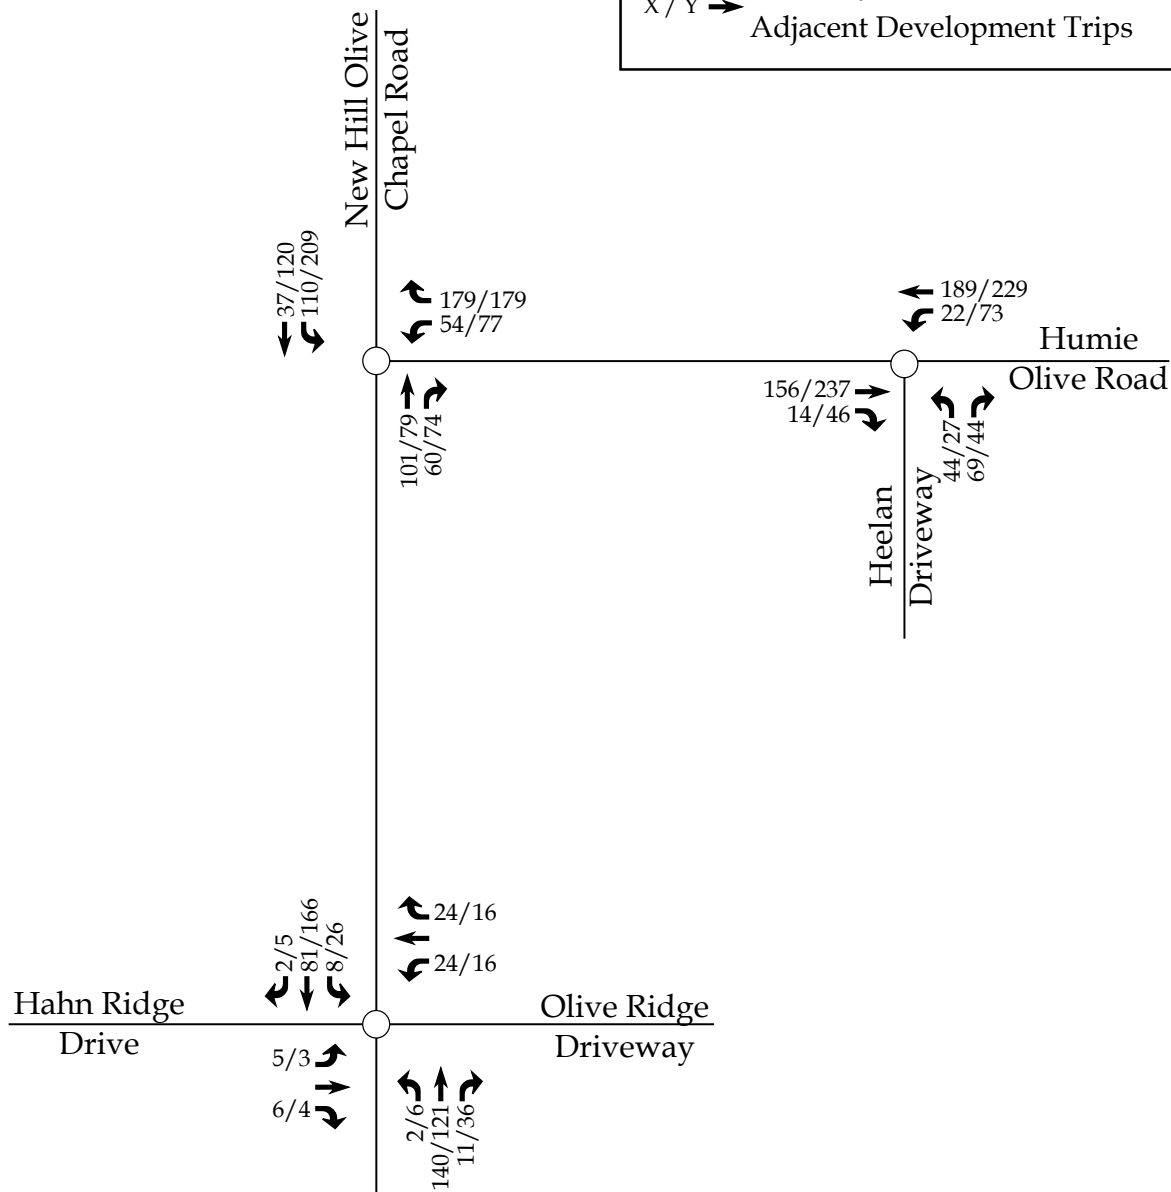 X / Y
Adjacent Development Trips
New Hill Olive
Chapel Road
37/120
110/209
179/179
54/77
189/229
22/73
Humie
Olive Road
156/237
14/46
101/79
60/74
44/27
69/44
Heelan
Driveway
2/5
81/166
8/26
24/16
24/16
Hahn Ridge
Drive
Olive Ridge
Driveway
5/3
6/4
2/6
140/121
11/36